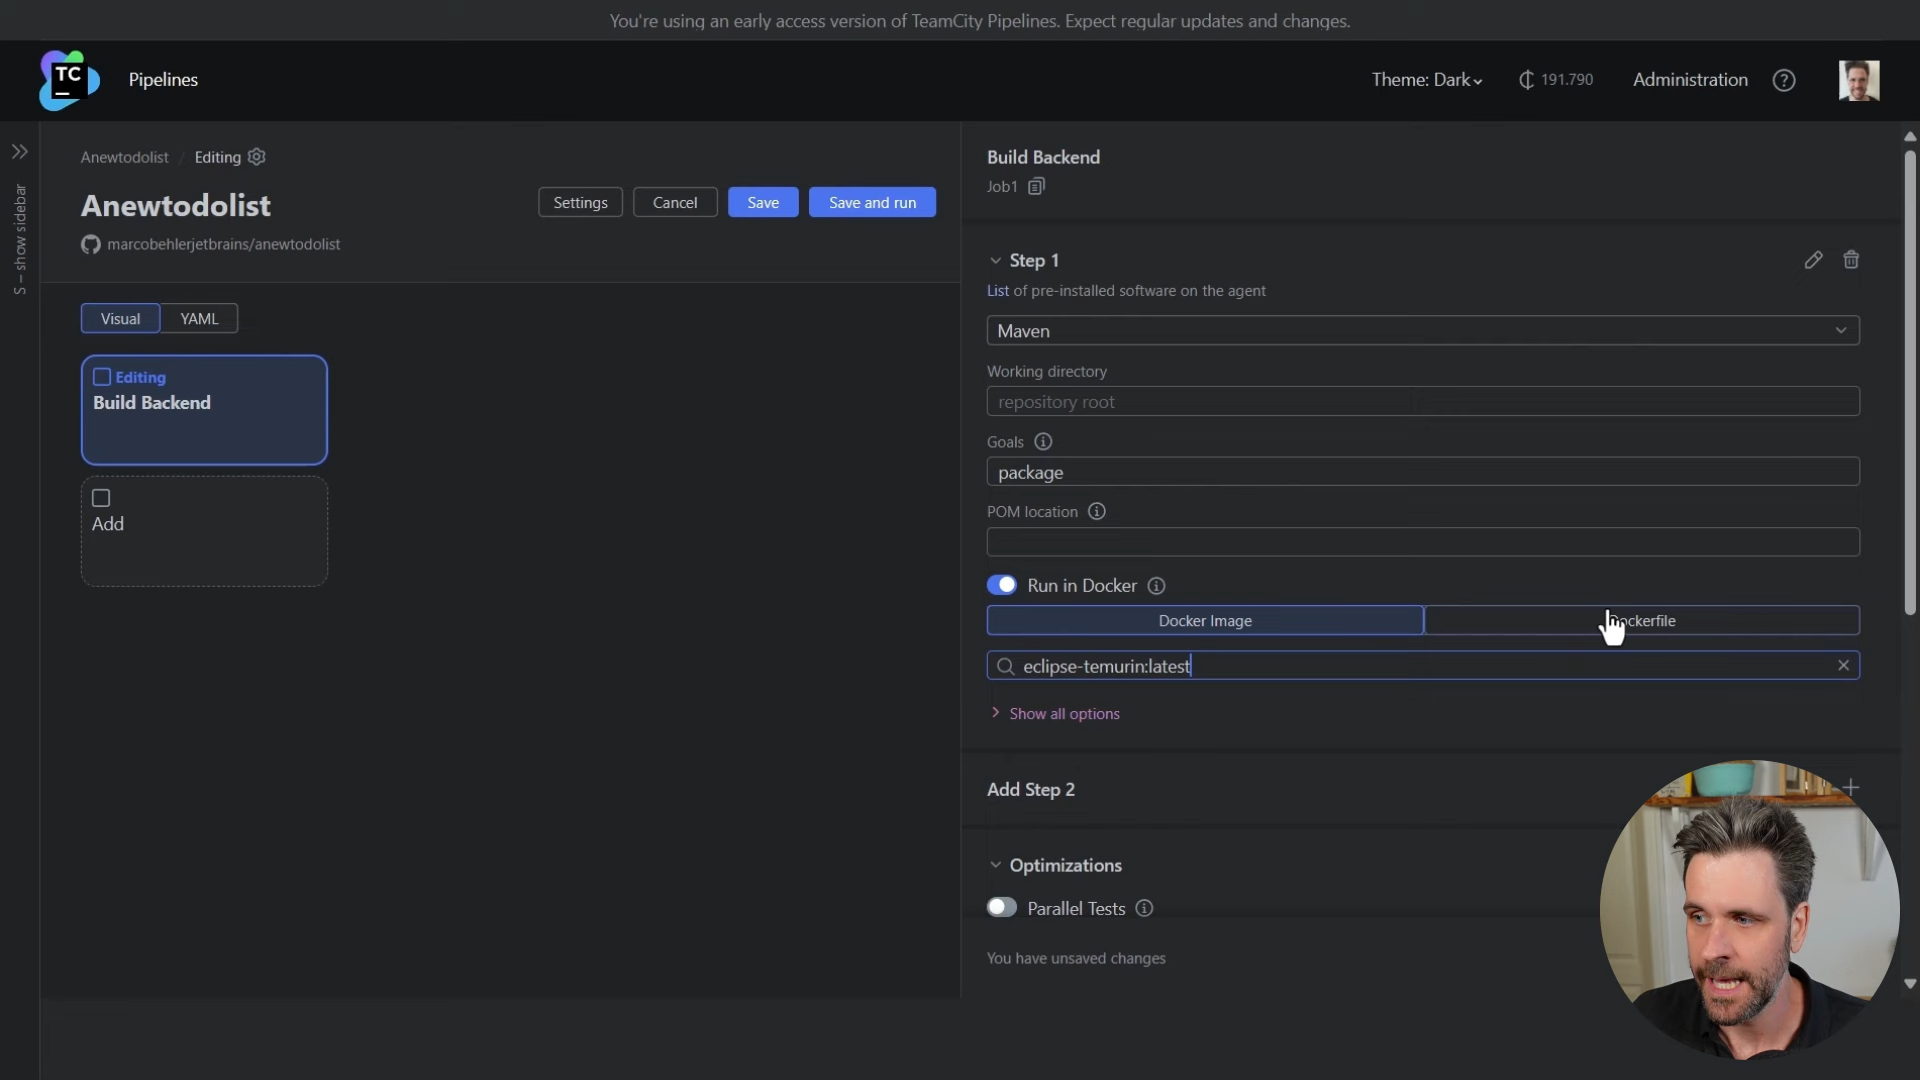 You're using an early access version of TeamCity Pipelines. Expect regular updates and changes.
TC
Pipelines
Theme: Dark
191.790
Administration
?
S – show sidebar
Anewtodolist / Editing
Anewtodolist
Settings
Cancel
Save
Save and run
marcobehlerjetbrains/anewtodolist
Visual
YAML
Editing
Build Backend
Add
Build Backend
Job1
Step 1
List of pre-installed software on the agent
Maven
Working directory
repository root
Goals
package
POM location
Run in Docker
Docker Image
ockerfile
eclipse-temurin:latest
Show all options
Add Step 2
Optimizations
Parallel Tests
You have unsaved changes